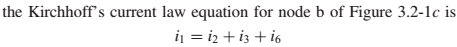 the Kirchhoff's current law equation for node b of Figure 3.2-1c is
i₁ = i₂ + i₃ + i₆